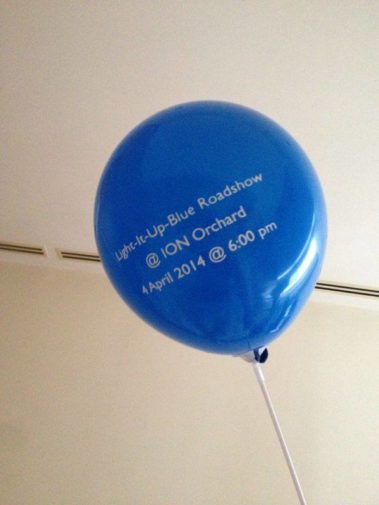 Light-It-Up-Blue Roadshow
@ ION Orchard
4 April 2014 @ 6:00 pm